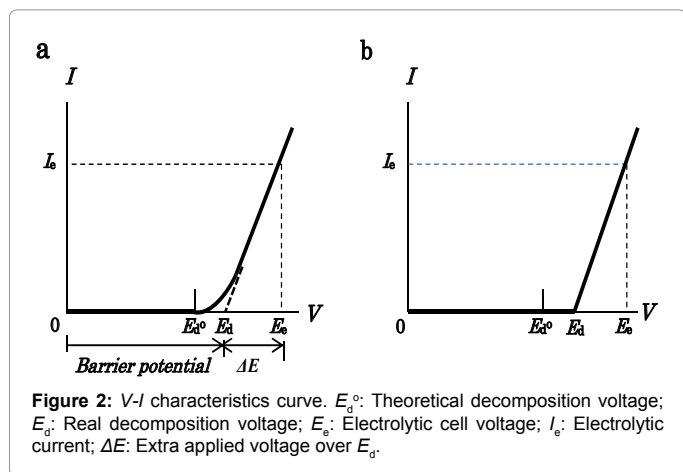 a
b
I
I
Ie
Ie
0
Ed°
Ed
Ee
V
0
Ed°
Ed
Ee
V
Barrier potential
ΔE
Figure 2: V-I characteristics curve. Ed°: Theoretical decomposition voltage;
Ed: Real decomposition voltage; Ee: Electrolytic cell voltage; Ie: Electrolytic
current; ΔE: Extra applied voltage over Ed.